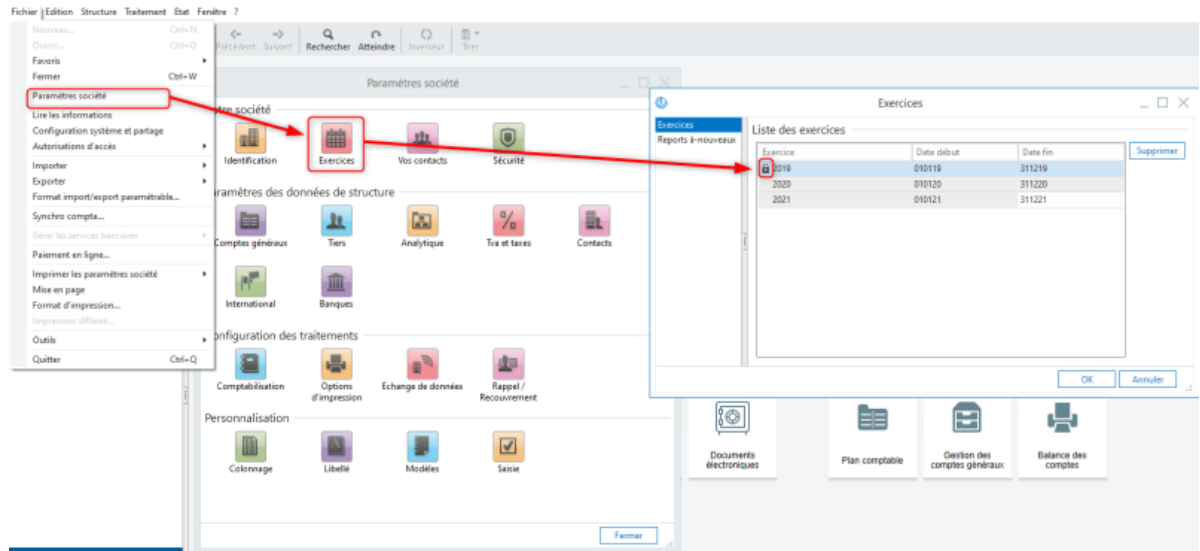 Fichier Edition Structure Traitement Etat Fenêtre ?
Nouveau... Ctrl+N
Ouvrir... Ctrl+O
Favoris
Fermer Ctrl+W
Paramètres société
Lire les informations
Configuration système et partage
Autorisations d'accès
Importer
Exporter
Format import/export paramétrable...
Synchro compta...
Gérer les services bancaires
Paiement en ligne...
Imprimer les paramètres société
Mise en page
Format d'impression...
Impression différée...
Outils
Quitter Ctrl+Q
Précédent Suivant Rechercher Atteindre Inverseur Trier
Paramètres société
otre société
Identification Exercices Vos contacts Sécurité
aramètres des données de structure
Comptes généraux Tiers Analytique Tva et taxes Contacts
International Banques
onfiguration des traitements
Comptabilisation Options d'impression Echange de données Rappel / Recouvrement
Personnalisation
Colonnage Libellé Modèles Saisie
Fermer
Exercices
Exercices
Reports à-nouveaux
Liste des exercices
Exercice Date début Date fin
2019 010119 311219
2020 010120 311220
2021 010121 311221
Supprimer
OK Annuler
Documents électroniques
Plan comptable
Gestion des comptes généraux
Balance des comptes